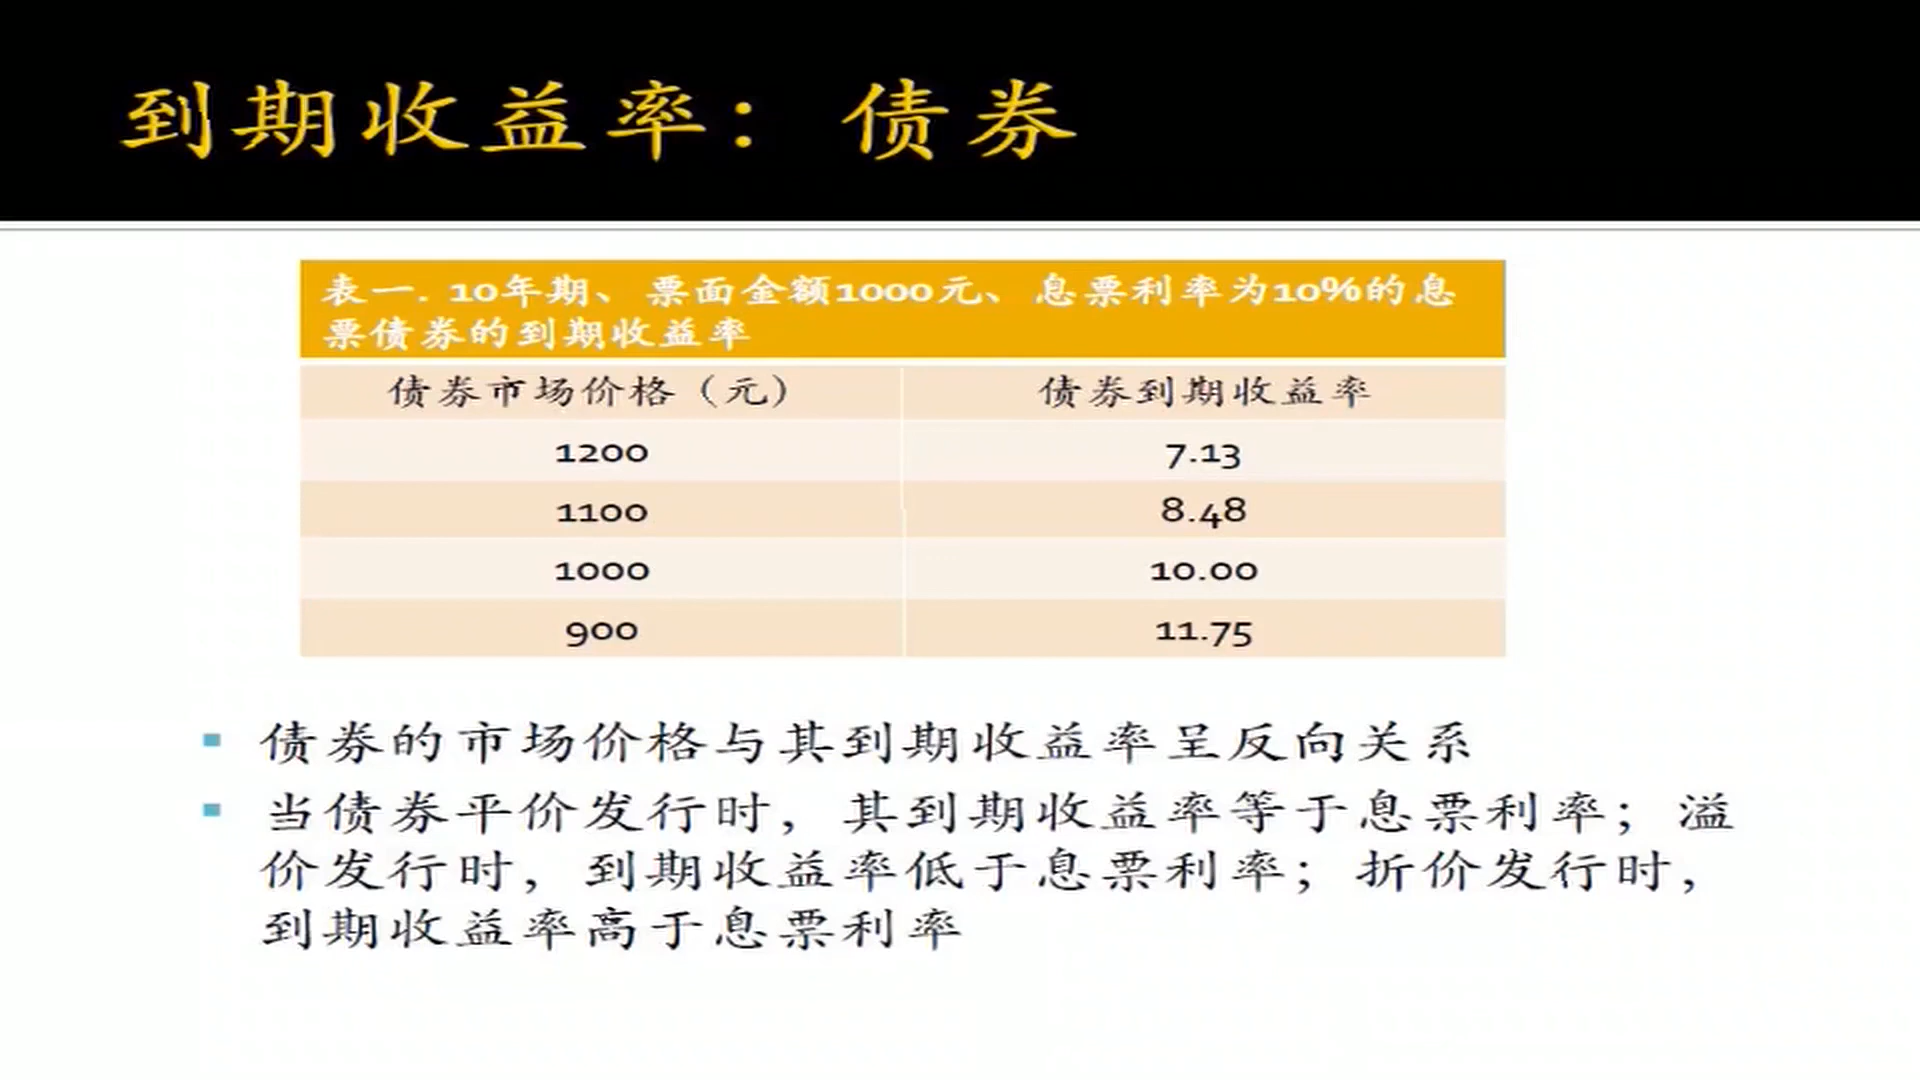 到期收益率：债券
表一. 10年期、票面金额1000元、息票利率为10%的息
票债券的到期收益率
债券市场价格（元） 债券到期收益率
1200 7.13
1100 8.48
1000 10.00
900 11.75
债券的市场价格与其到期收益率呈反向关系
当债券平价发行时，其到期收益率等于息票利率；溢
价发行时，到期收益率低于息票利率；折价发行时，
到期收益率高于息票利率